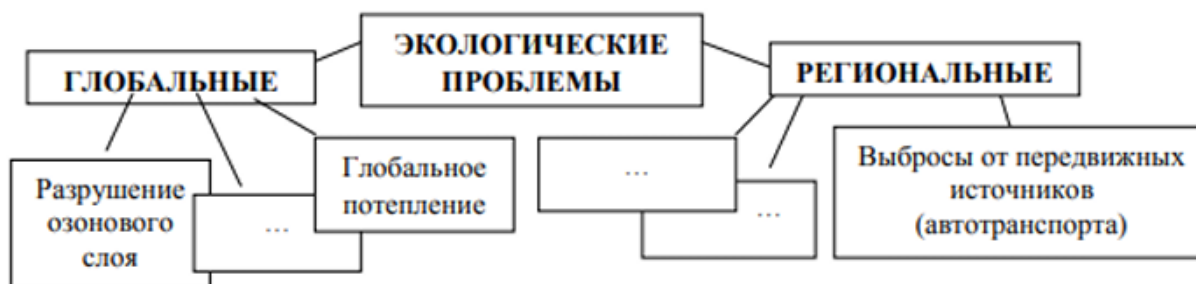 ЭКОЛОГИЧЕСКИЕ
ПРОБЛЕМЫ
ГЛОБАЛЬНЫЕ
РЕГИОНАЛЬНЫЕ
Разрушение
озонового
слоя
...
Глобальное
потепление
...
...
Выбросы от передвижных
источников
(автотранспорта)